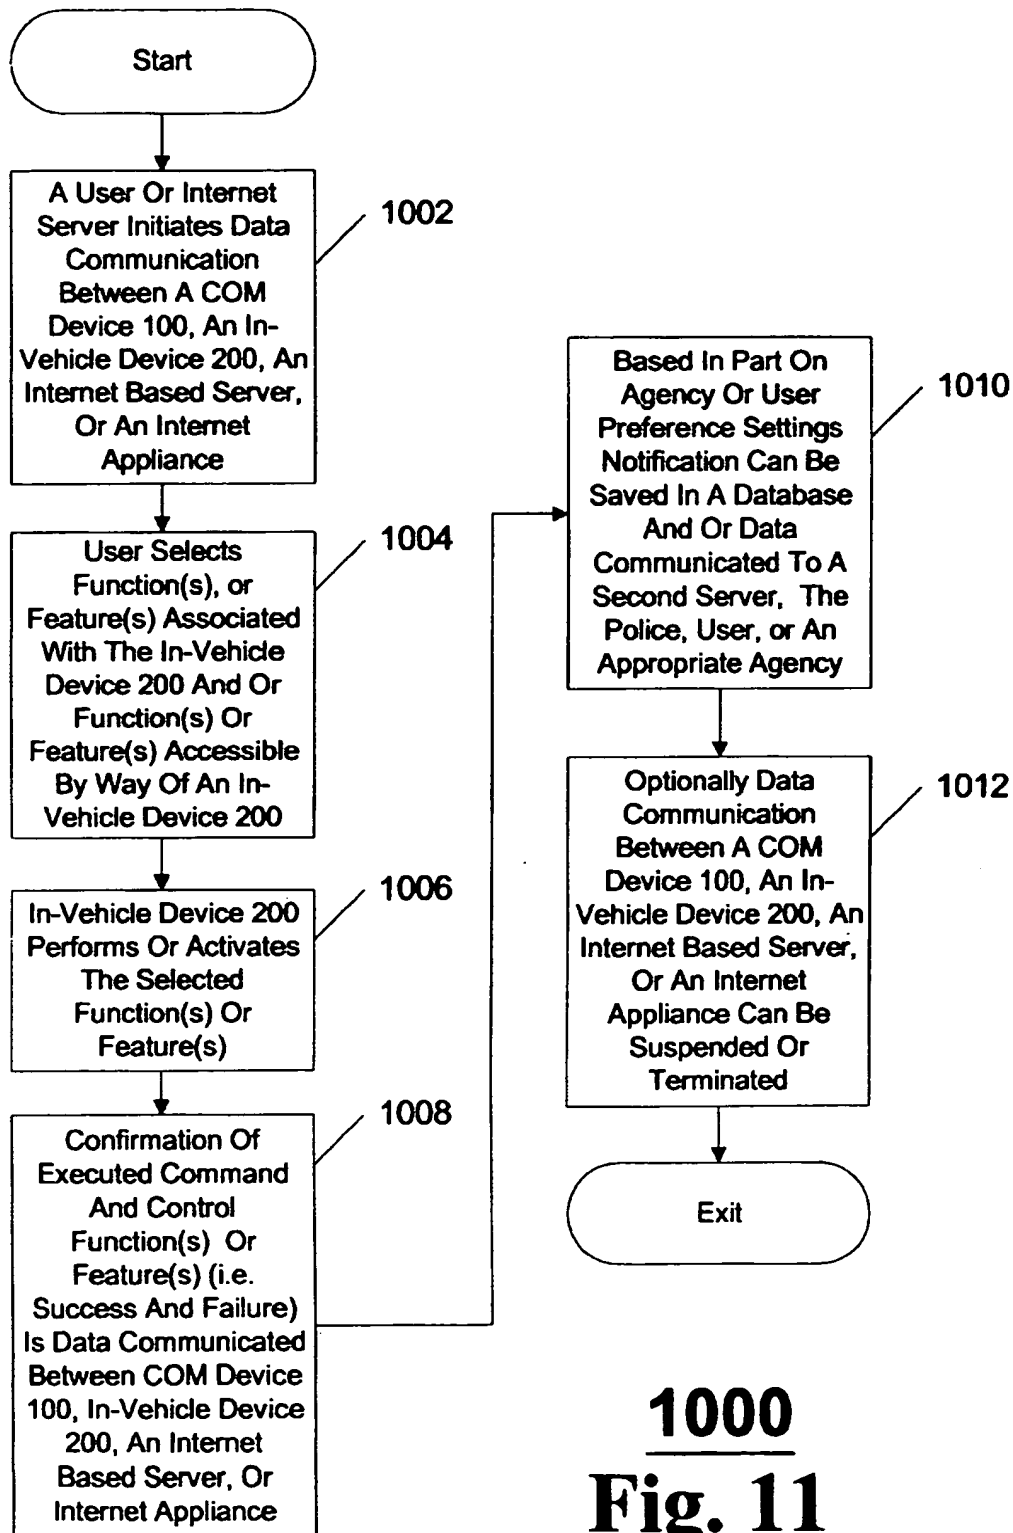 Start
A User Or Internet
Server Initiates Data
Communication
Between A COM
Device 100, An In-
Vehicle Device 200, An
Internet Based Server,
Or An Internet
Appliance
1002
User Selects
Function(s), or
Feature(s) Associated
With The In-Vehicle
Device 200 And Or
Function(s) Or
Feature(s) Accessible
By Way Of An In-
Vehicle Device 200
1004
In-Vehicle Device 200
Performs Or Activates
The Selected
Function(s) Or
Feature(s)
1006
Confirmation Of
Executed Command
And Control
Function(s) Or
Feature(s) (i.e.
Success And Failure)
Is Data Communicated
Between COM Device
100, In-Vehicle Device
200, An Internet
Based Server, Or
Internet Appliance
1008
Based In Part On
Agency Or User
Preference Settings
Notification Can Be
Saved In A Database
And Or Data
Communicated To A
Second Server, The
Police, User, or An
Appropriate Agency
1010
Optionally Data
Communication
Between A COM
Device 100, An In-
Vehicle Device 200, An
Internet Based Server,
Or An Internet
Appliance Can Be
Suspended Or
Terminated
1012
Exit
1000
Fig. 11